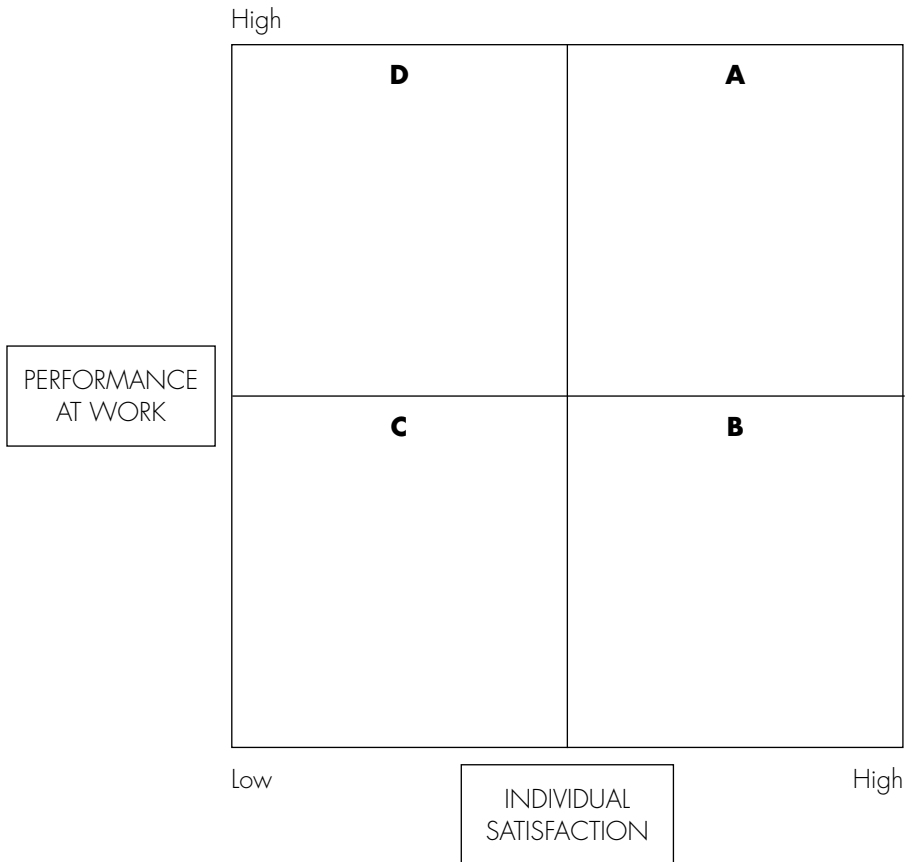 High
D
A
PERFORMANCE
AT WORK
C
B
Low
High
INDIVIDUAL
SATISFACTION